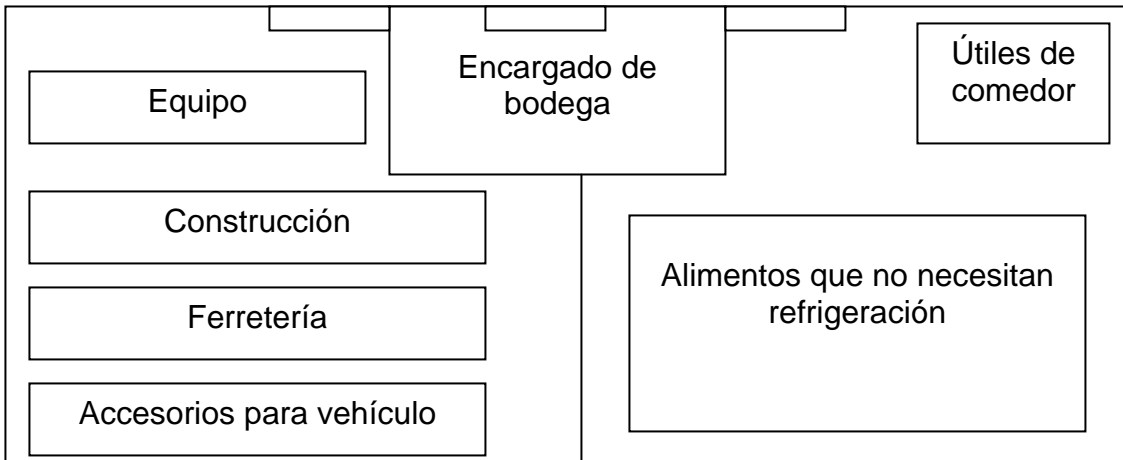 Encargado de
bodega
Útiles de
comedor
Equipo
Construcción
Ferretería
Accesorios para vehículo
Alimentos que no necesitan
refrigeración